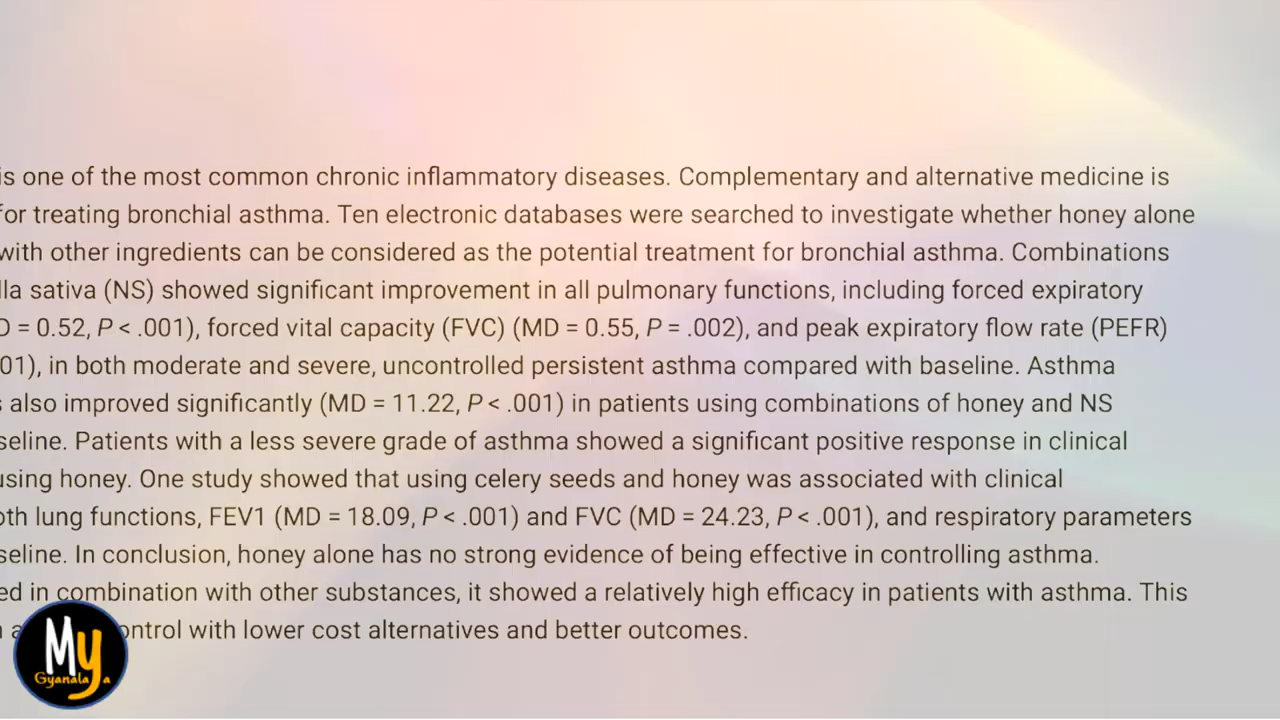 is one of the most common chronic inflammatory diseases. Complementary and alternative medicine is
for treating bronchial asthma. Ten electronic databases were searched to investigate whether honey alone
with other ingredients can be considered as the potential treatment for bronchial asthma. Combinations
lla sativa (NS) showed significant improvement in all pulmonary functions, including forced expiratory
D = 0.52, P < .001), forced vital capacity (FVC) (MD = 0.55, P = .002), and peak expiratory flow rate (PEFR)
01), in both moderate and severe, uncontrolled persistent asthma compared with baseline. Asthma
s also improved significantly (MD = 11.22, P < .001) in patients using combinations of honey and NS
seline. Patients with a less severe grade of asthma showed a significant positive response in clinical
using honey. One study showed that using celery seeds and honey was associated with clinical
oth lung functions, FEV1 (MD = 18.09, P < .001) and FVC (MD = 24.23, P < .001), and respiratory parameters
seline. In conclusion, honey alone has no strong evidence of being effective in controlling asthma.
ed in combination with other substances, it showed a relatively high efficacy in patients with asthma. This
ontrol with lower cost alternatives and better outcomes.
My
Gyanalaya